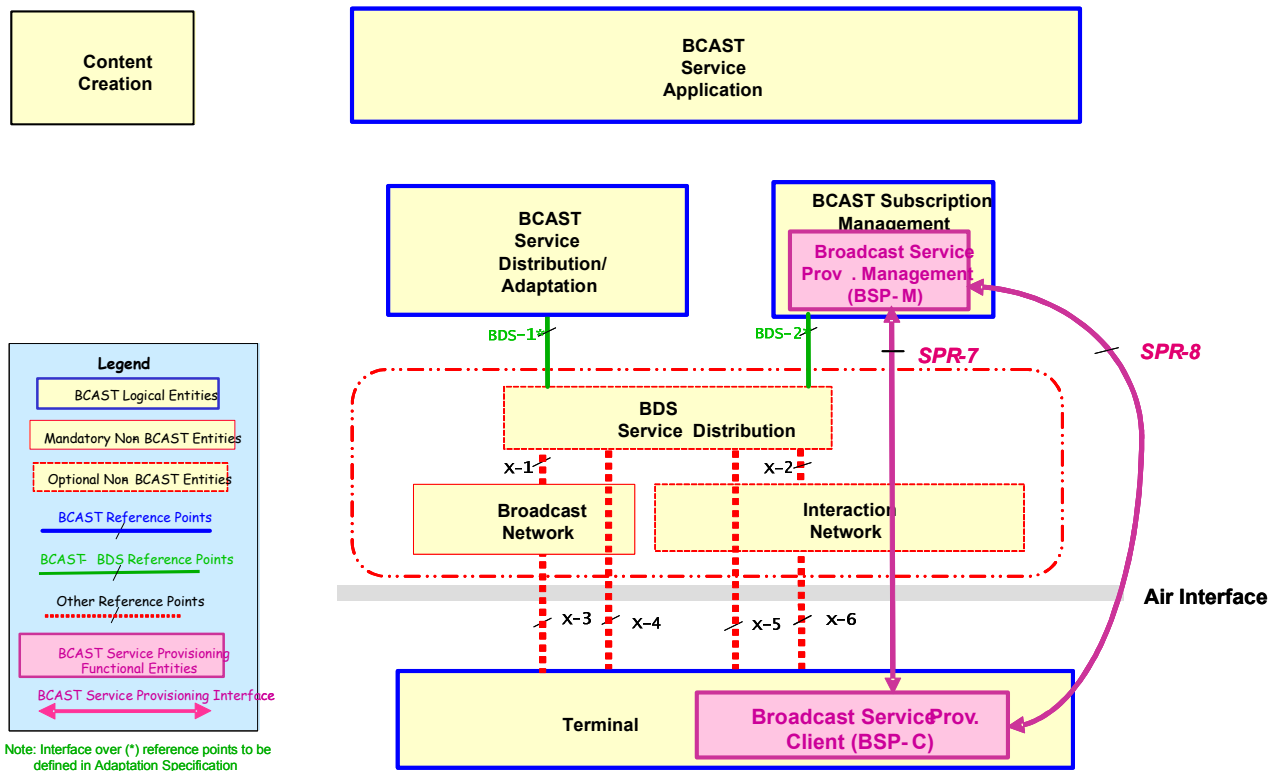 Content
Creation
BCAST
Service
Application
BCAST
Service
Distribution/
Adaptation
BCAST Subscription
Management
Broadcast Service
Prov . Management
(BSP- M)
BDS-1*
BDS-2
SPR-7
SPR-8
Legend
BCAST Logical Entities
Mandatory Non BCAST Entities
Optional Non BCAST Entities
BCAST Reference Points
BCAST- BDS Reference Points
Other Reference Points
BCAST Service Provisioning
Functional Entities
BCAST Service Provisioning Interface
Note: Interface over (*) reference points to be
defined in Adaptation Specification
BDS
Service Distribution
X-1
X-2
Broadcast
Network
Interaction
Network
Air Interface
X-3
X-4
X-5
X-6
Terminal
Broadcast Service Prov.
Client (BSP- C)